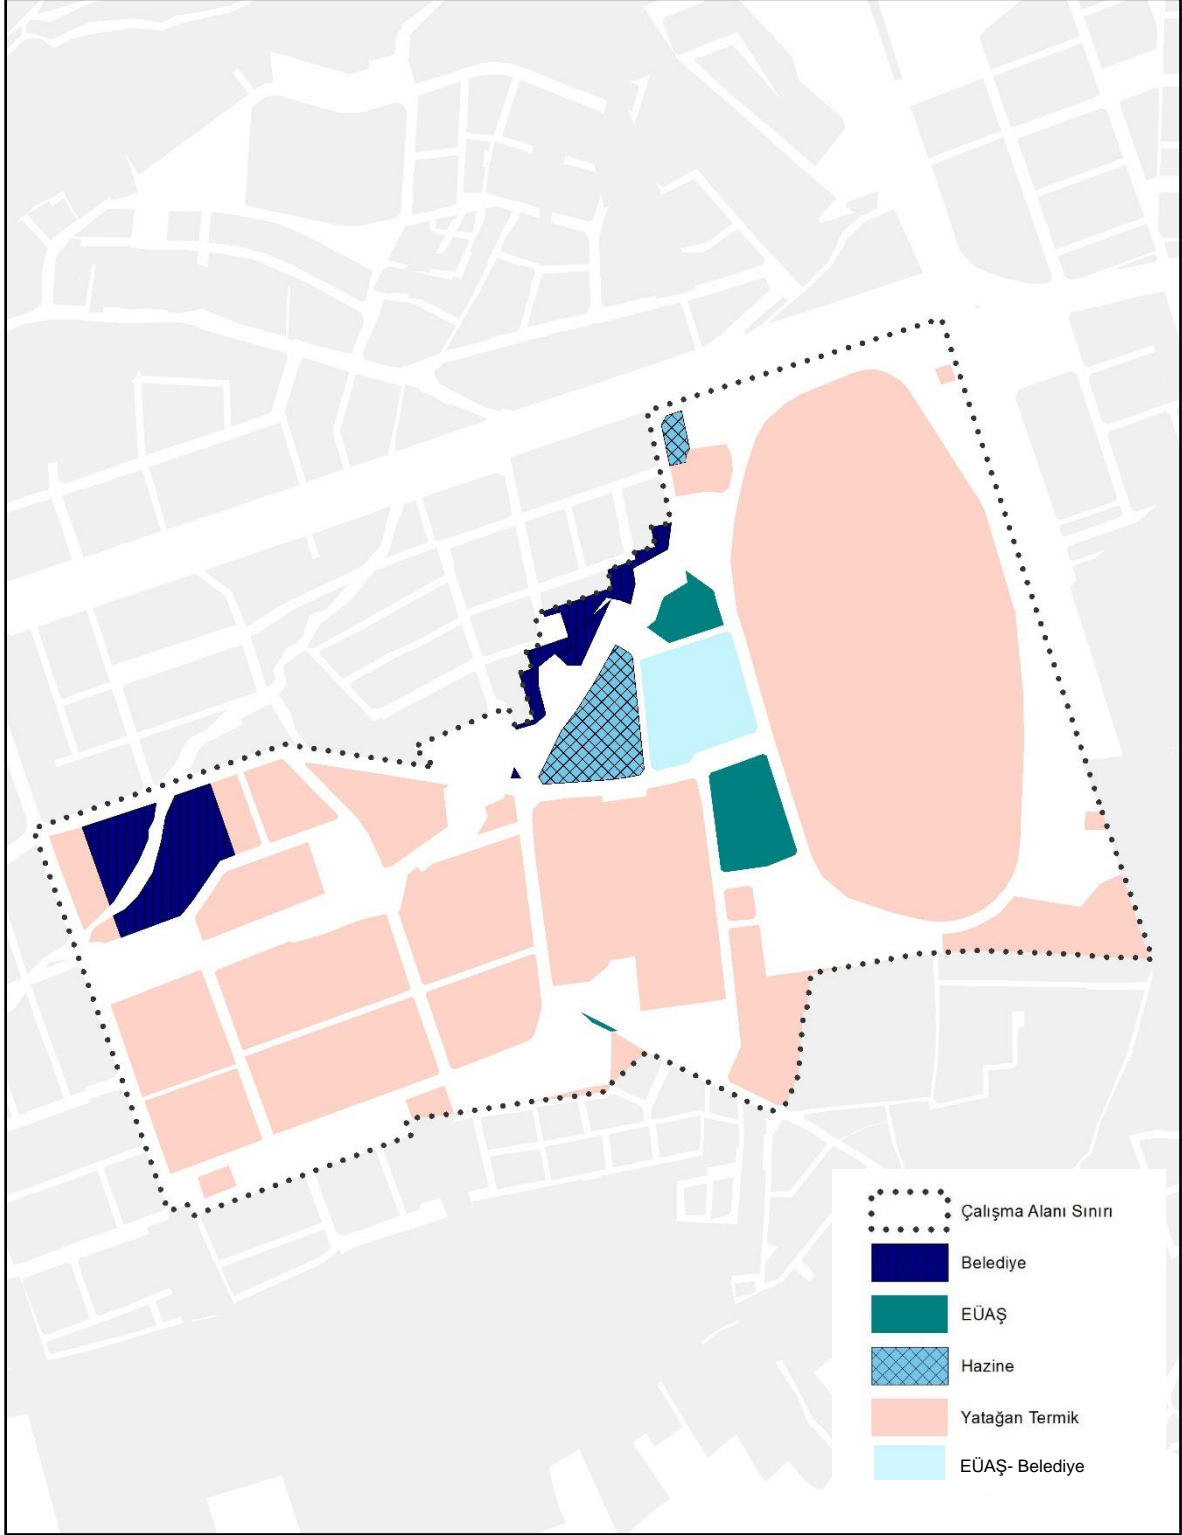 Çalışma Alanı Sınırı
Belediye
EÜAŞ
Hazine
Yatağan Termik
EÜAŞ- Belediye